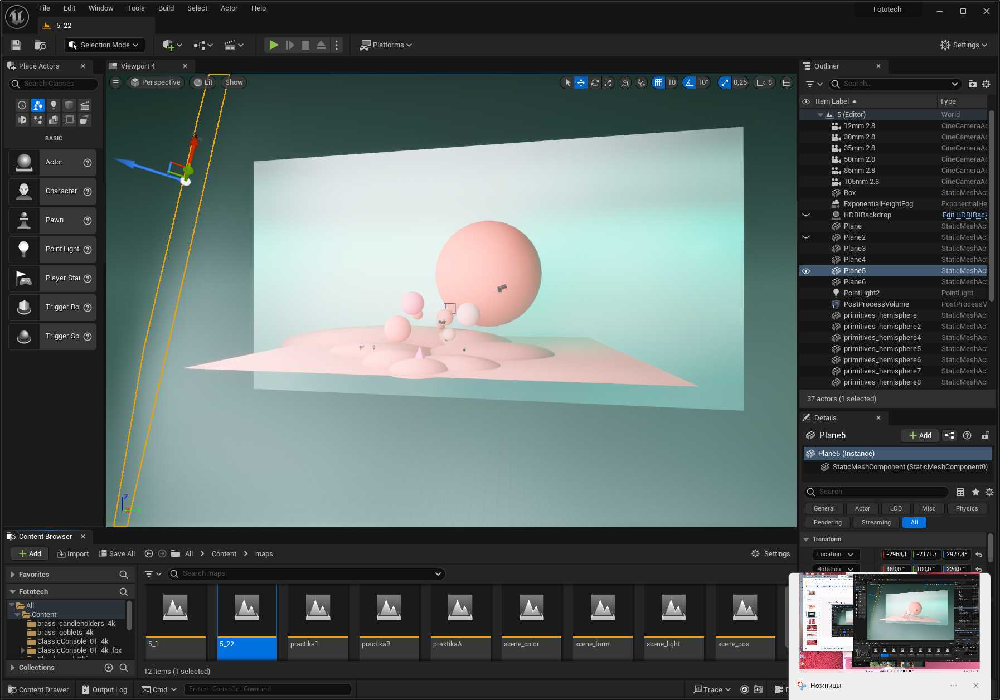 File Edit Window Tools Build Select Actor Help
Fototech
5_22
Selection Mode
Platforms
Settings
Place Actors
Viewport 4
Outliner
Search Classes
Perspective
Lit
Show
10
10°
0,25
8
Search...
Item Label
Type
BASIC
Actor
Character
Pawn
Point Light
Player Star
Trigger Bo
Trigger Sp
5 (Editor) World
12mm 2.8 CineCameraAc
30mm 2.8 CineCameraAc
35mm 2.8 CineCameraAc
50mm 2.8 CineCameraAc
85mm 2.8 CineCameraAc
105mm 2.8 CineCameraAc
Box StaticMeshAct
ExponentialHeightFog ExponentialHe
HDRIBackdrop Edit HDRIBack
Plane StaticMeshAct
Plane2 StaticMeshAct
Plane3 StaticMeshAct
Plane4 StaticMeshAct
Plane5 StaticMeshAct
Plane6 StaticMeshAct
PointLight2 PointLight
PostProcessVolume PostProcessV
primitives_hemisphere StaticMeshAct
primitives_hemisphere2 StaticMeshAct
primitives_hemisphere4 StaticMeshAct
primitives_hemisphere5 StaticMeshAct
primitives_hemisphere6 StaticMeshAct
primitives_hemisphere7 StaticMeshAct
primitives_hemisphere8 StaticMeshAct
37 actors (1 selected)
Details
Plane5
Add
Plane5 (Instance)
StaticMeshComponent (StaticMeshComponent0)
Search
General Actor LOD Misc Physics
Rendering Streaming All
Transform
Location -2963,1 -2171,7 2927,85
Rotation 180,0 ° 100,0 ° 220,0 °
Z
Content Browser
Add
Import
Save All
All
Content
maps
Settings
Favorites
Search maps
Fototech
All
Content
brass_candleholders_4k
brass_goblets_4k
ClassicConsole_01_4k
ClassicConsole_01_4k_fbx
Collections
5_1
5_22
practika1
practikaB
praktikaA
scene_color
scene_form
scene_light
scene_pos
12 items (1 selected)
Content Drawer
Output Log
Cmd
Enter Console Command
Trace
Ножницы